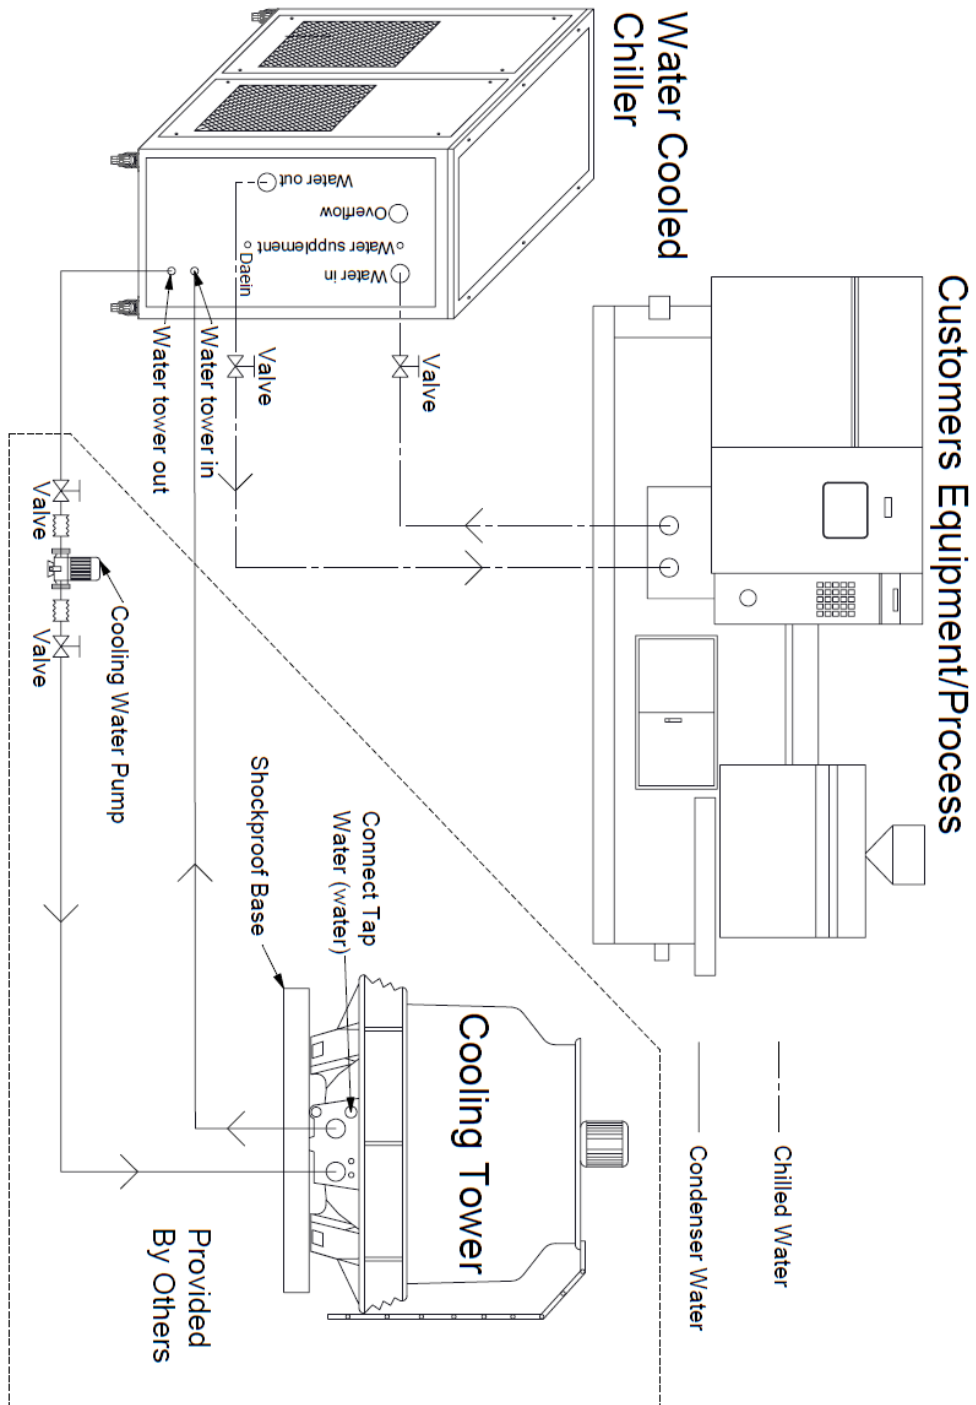 Customers Equipment/Process
Water Cooled
Chiller
Water out
Overflow
Water supplement
Daein
Water in
Valve
Valve
Water tower in
Water tower out
Valve
Valve
Cooling Water Pump
Shockproof Base
Connect Tap
Water (water)
Cooling Tower
Chilled Water
Condenser Water
Provided
By Others